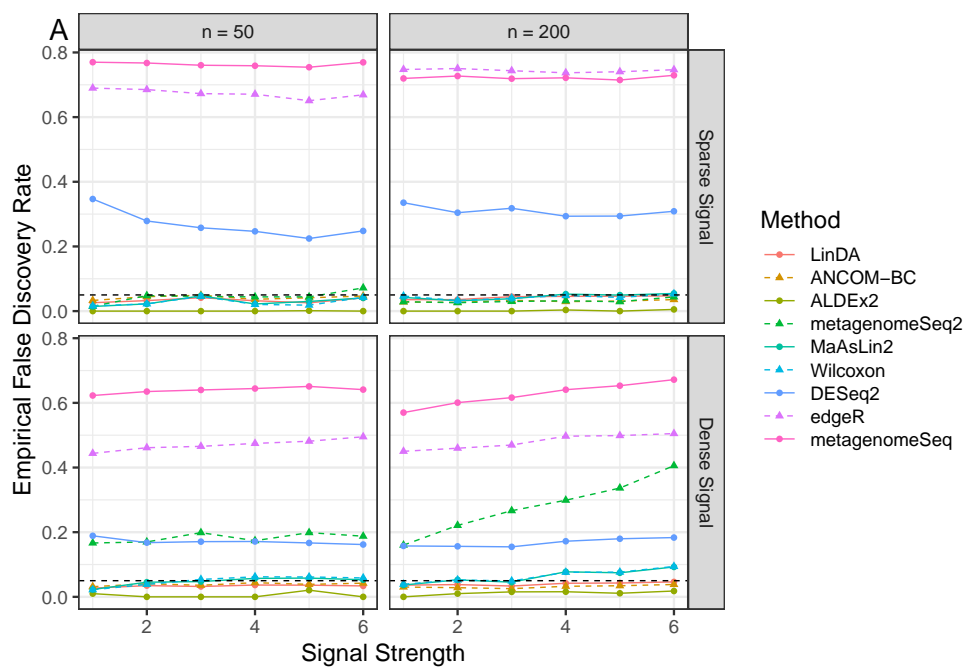 A
n = 50
n = 200
Empirical False Discovery Rate
0.8
0.6
0.4
0.2
0.0
Sparse Signal
0.8
0.6
0.4
0.2
0.0
Dense Signal
2
4
6
2
4
6
Signal Strength
Method
LinDA
ANCOM−BC
ALDEx2
metagenomeSeq2
MaAsLin2
Wilcoxon
DESeq2
edgeR
metagenomeSeq